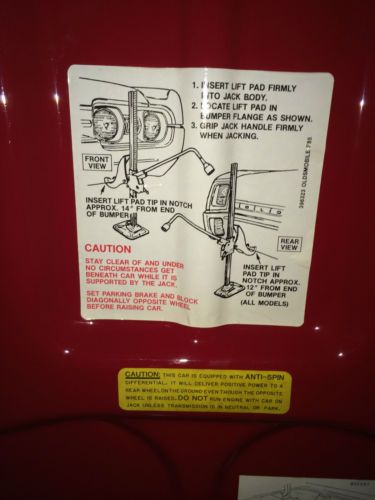 1. INSERT LIFT PAD FIRMLY
INTO JACK BODY.
2. LOCATE LIFT PAD IN
BUMPER FLANGE AS SHOWN.
3. GRIP JACK HANDLE FIRMLY
WHEN JACKING.
FRONT
VIEW
INSERT LIFT PAD TIP IN NOTCH
APPROX. 14" FROM END
OF BUMPER
396323 OLDSMOBILE
REAR
VIEW
INSERT LIFT
PAD TIP IN
NOTCH APPROX.
12" FROM END
OF BUMPER
(ALL MODELS)
CAUTION
STAY CLEAR OF AND UNDER
NO CIRCUMSTANCES GET
BENEATH CAR WHILE IT IS
SUPPORTED BY THE JACK.
SET PARKING BRAKE AND BLOCK
DIAGONALLY OPPOSITE WHEEL
BEFORE RAISING CAR.
CAUTION: THIS CAR IS EQUIPPED WITH ANTI-SPIN
DIFFERENTIAL. IT WILL DELIVER POSITIVE POWER TO A
REAR WHEEL ON THE GROUND EVEN THOUGH THE OPPOSITE
WHEEL IS RAISED. DO NOT RUN ENGINE WITH CAR ON
JACK UNLESS TRANSMISSION IS IN NEUTRAL OR PARK.